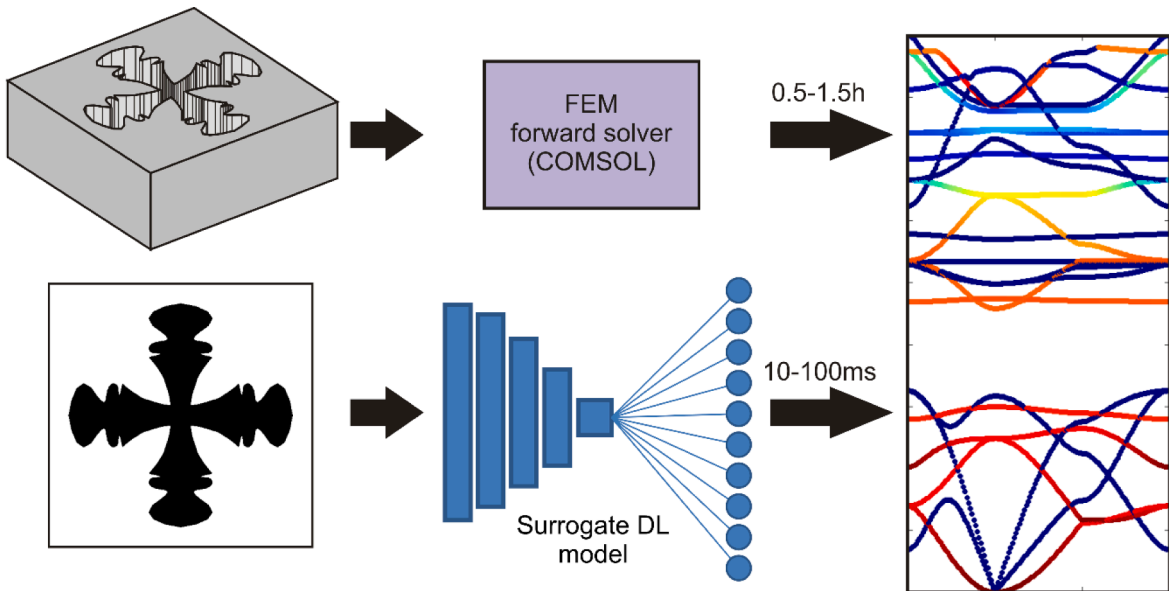 FEM
forward solver
(COMSOL)
0.5-1.5h
10-100ms
Surrogate DL
model